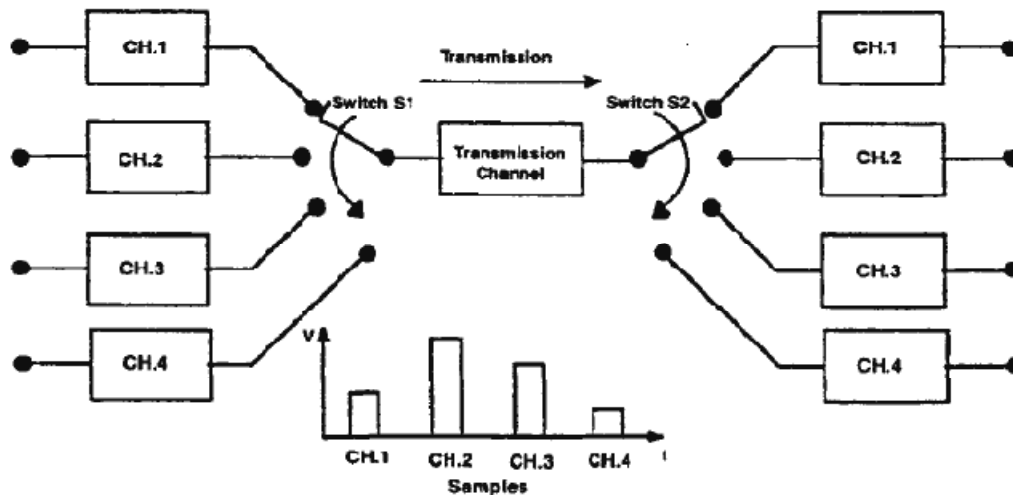 CH.1
Transmission
CH.1
Switch S1
Switch S2
CH.2
Transmission
Channel
CH.2
CH.3
CH.3
CH.4
CH.4
V
t
CH.1 CH.2 CH.3 CH.4
Samples